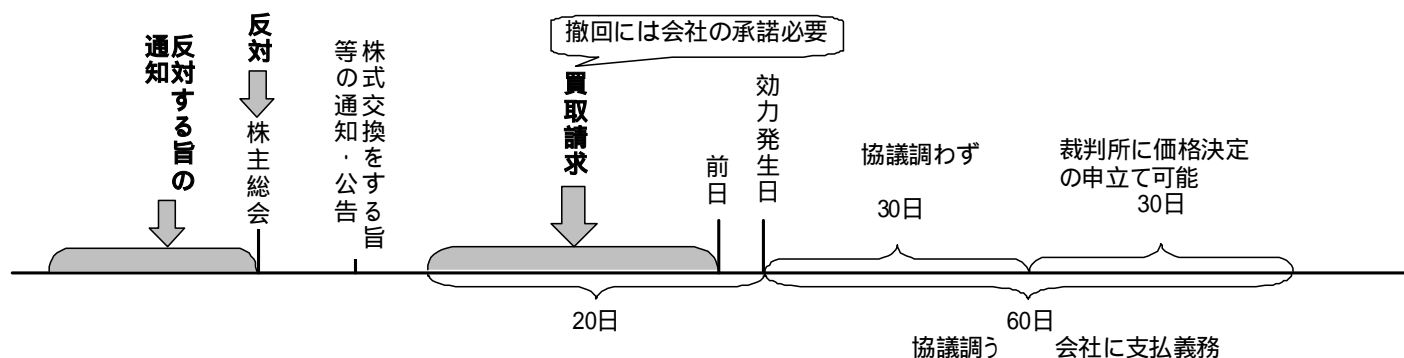 撤回には会社の承諾必要
反対する旨の
通知
反対
株主総会
株式交換をする旨
等の通知・公告
買取請求
前日
効力発生日
協議調わず
30日
裁判所に価格決定
の申立て可能
30日
20日
60日
協議調う 会社に支払義務